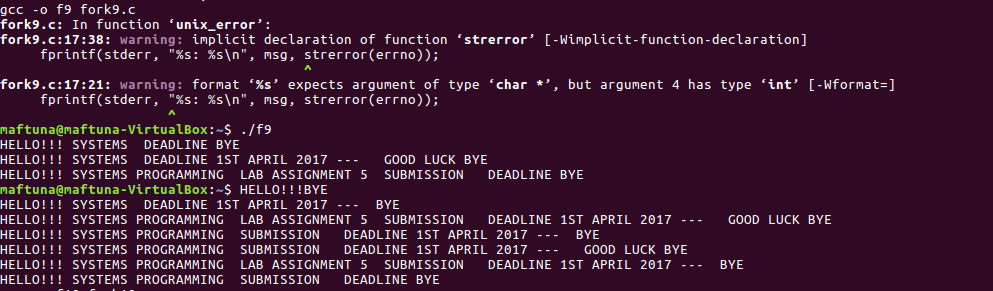 gcc -o f9 fork9.c
fork9.c: In function ‘unix_error’:
fork9.c:17:38: warning: implicit declaration of function ‘strerror’ [-Wimplicit-function-declaration]
fprintf(stderr, "%s: %s\n", msg, strerror(errno));
^
fork9.c:17:21: warning: format ‘%s’ expects argument of type ‘char *’, but argument 4 has type ‘int’ [-Wformat=]
fprintf(stderr, "%s: %s\n", msg, strerror(errno));
^
maftuna@maftuna-VirtualBox:~$ ./f9
HELLO!!! SYSTEMS  DEADLINE BYE
HELLO!!! SYSTEMS  DEADLINE 1ST APRIL 2017 ---   GOOD LUCK BYE
HELLO!!! SYSTEMS PROGRAMMING  LAB ASSIGNMENT 5  SUBMISSION   DEADLINE BYE
maftuna@maftuna-VirtualBox:~$ HELLO!!!BYE
HELLO!!! SYSTEMS  DEADLINE 1ST APRIL 2017 ---  BYE
HELLO!!! SYSTEMS PROGRAMMING  LAB ASSIGNMENT 5  SUBMISSION   DEADLINE 1ST APRIL 2017 ---   GOOD LUCK BYE
HELLO!!! SYSTEMS PROGRAMMING  SUBMISSION   DEADLINE 1ST APRIL 2017 ---  BYE
HELLO!!! SYSTEMS PROGRAMMING  SUBMISSION   DEADLINE 1ST APRIL 2017 ---   GOOD LUCK BYE
HELLO!!! SYSTEMS PROGRAMMING  LAB ASSIGNMENT 5  SUBMISSION   DEADLINE 1ST APRIL 2017 ---  BYE
HELLO!!! SYSTEMS PROGRAMMING  SUBMISSION   DEADLINE BYE